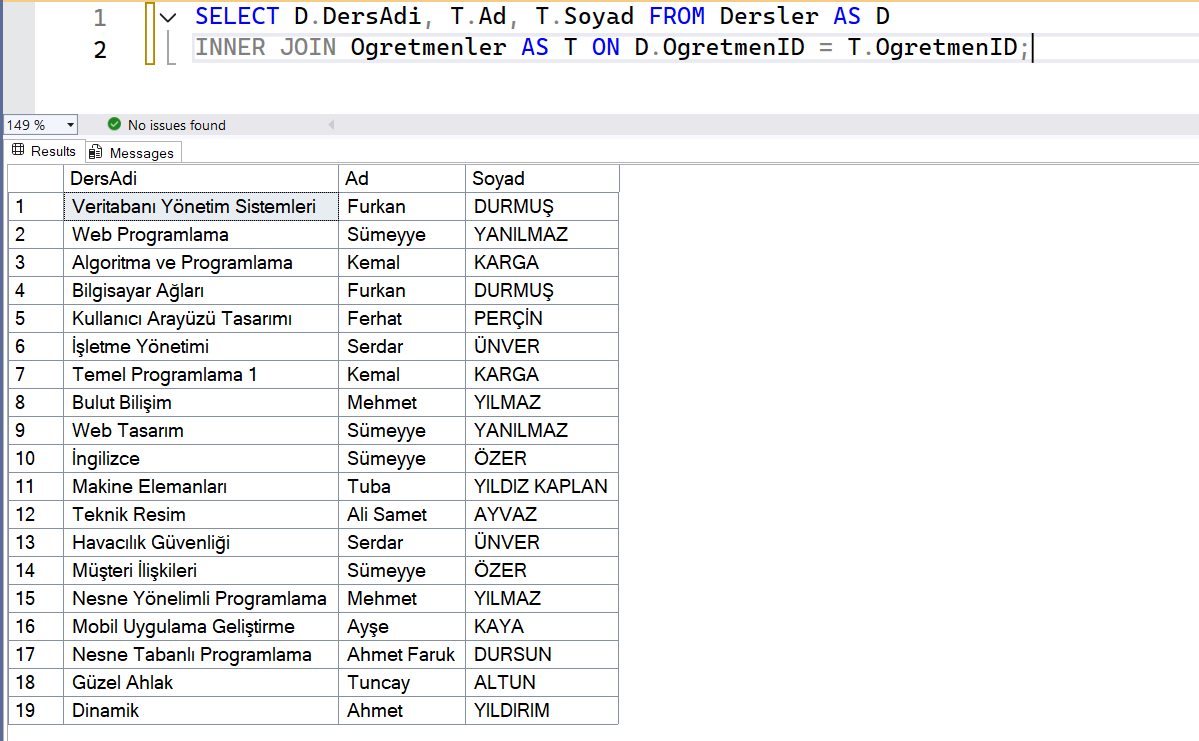 1 SELECT D.DersAdi, T.Ad, T.Soyad FROM Dersler AS D
2 INNER JOIN Ogretmenler AS T ON D.OgretmenID = T.OgretmenID;
149 % No issues found
Results Messages
DersAdi Ad Soyad
1 Veritabanı Yönetim Sistemleri Furkan DURMUŞ
2 Web Programlama Sümeyye YANILMAZ
3 Algoritma ve Programlama Kemal KARGA
4 Bilgisayar Ağları Furkan DURMUŞ
5 Kullanıcı Arayüzü Tasarımı Ferhat PERÇİN
6 İşletme Yönetimi Serdar ÜNVER
7 Temel Programlama 1 Kemal KARGA
8 Bulut Bilişim Mehmet YILMAZ
9 Web Tasarım Sümeyye YANILMAZ
10 İngilizce Sümeyye ÖZER
11 Makine Elemanları Tuba YILDIZ KAPLAN
12 Teknik Resim Ali Samet AYVAZ
13 Havacılık Güvenliği Serdar ÜNVER
14 Müşteri İlişkileri Sümeyye ÖZER
15 Nesne Yönelimli Programlama Mehmet YILMAZ
16 Mobil Uygulama Geliştirme Ayşe KAYA
17 Nesne Tabanlı Programlama Ahmet Faruk DURSUN
18 Güzel Ahlak Tuncay ALTUN
19 Dinamik Ahmet YILDIRIM